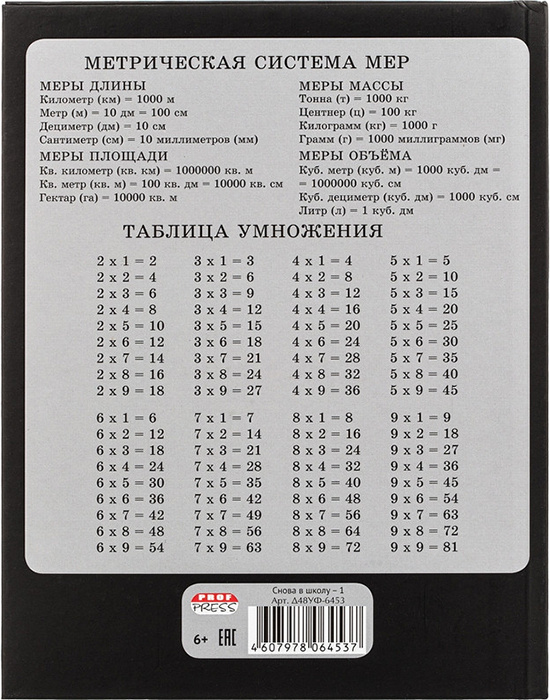 МЕТРИЧЕСКАЯ СИСТЕМА МЕР
МЕРЫ ДЛИНЫ
Километр (км) = 1000 м
Метр (м) = 10 дм = 100 см
Дециметр (дм) = 10 см
Сантиметр (см) = 10 миллиметров (мм)
МЕРЫ ПЛОЩАДИ
Кв. километр (кв. км) = 1000000 кв. м
Кв. метр (кв. м) = 100 кв. дм = 10000 кв. см
Гектар (га) = 10000 кв. м
МЕРЫ МАССЫ
Тонна (т) = 1000 кг
Центнер (ц) = 100 кг
Килограмм (кг) = 1000 г
Грамм (г) = 1000 миллиграммов (мг)
МЕРЫ ОБЪЁМА
Куб. метр (куб. м) = 1000 куб. дм =
= 1000000 куб. см
Куб. дециметр (куб. дм) = 1000 куб. см
Литр (л) = 1 куб. дм
ТАБЛИЦА УМНОЖЕНИЯ
2 x 1 = 2 3 x 1 = 3 4 x 1 = 4 5 x 1 = 5
2 x 2 = 4 3 x 2 = 6 4 x 2 = 8 5 x 2 = 10
2 x 3 = 6 3 x 3 = 9 4 x 3 = 12 5 x 3 = 15
2 x 4 = 8 3 x 4 = 12 4 x 4 = 16 5 x 4 = 20
2 x 5 = 10 3 x 5 = 15 4 x 5 = 20 5 x 5 = 25
2 x 6 = 12 3 x 6 = 18 4 x 6 = 24 5 x 6 = 30
2 x 7 = 14 3 x 7 = 21 4 x 7 = 28 5 x 7 = 35
2 x 8 = 16 3 x 8 = 24 4 x 8 = 32 5 x 8 = 40
2 x 9 = 18 3 x 9 = 27 4 x 9 = 36 5 x 9 = 45
6 x 1 = 6 7 x 1 = 7 8 x 1 = 8 9 x 1 = 9
6 x 2 = 12 7 x 2 = 14 8 x 2 = 16 9 x 2 = 18
6 x 3 = 18 7 x 3 = 21 8 x 3 = 24 9 x 3 = 27
6 x 4 = 24 7 x 4 = 28 8 x 4 = 32 9 x 4 = 36
6 x 5 = 30 7 x 5 = 35 8 x 5 = 40 9 x 5 = 45
6 x 6 = 36 7 x 6 = 42 8 x 6 = 48 9 x 6 = 54
6 x 7 = 42 7 x 7 = 49 8 x 7 = 56 9 x 7 = 63
6 x 8 = 48 7 x 8 = 56 8 x 8 = 64 9 x 8 = 72
6 x 9 = 54 7 x 9 = 63 8 x 9 = 72 9 x 9 = 81
PROF
PRESS
6+ ЕАС
Снова в школу – 1
Арт. Д48УФ-6453
4 607978 064537